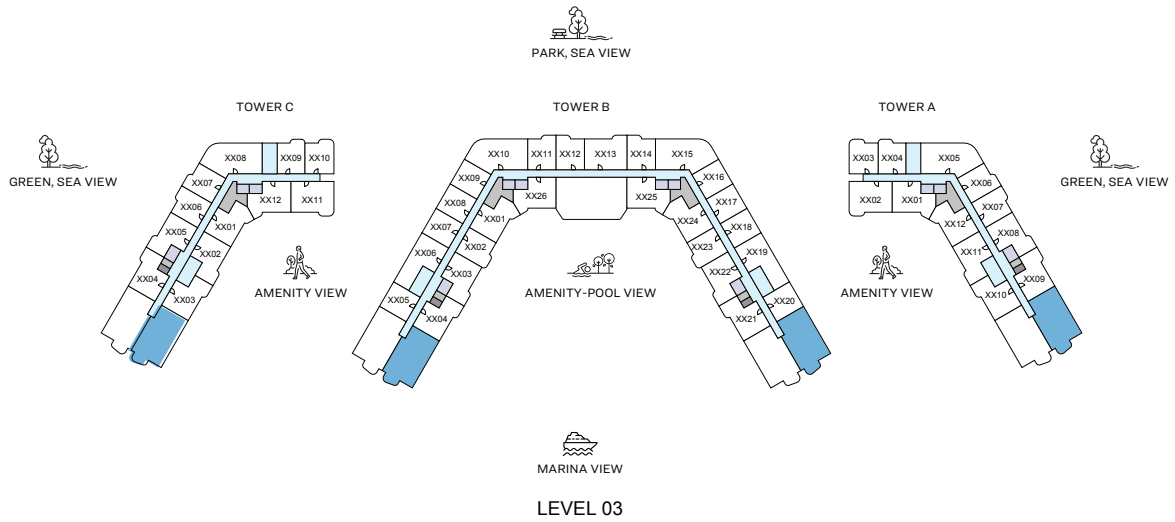 PARK, SEA VIEW
TOWER C
TOWER B
TOWER A
GREEN, SEA VIEW
GREEN, SEA VIEW
XX08
XX09
XX10
XX07
XX12
XX11
XX06
XX01
XX05
XX02
XX04
XX03
AMENITY VIEW
XX10
XX11
XX12
XX13
XX14
XX15
XX09
XX26
XX25
XX16
XX08
XX01
XX24
XX17
XX07
XX02
XX23
XX18
XX06
XX03
XX22
XX19
XX05
XX04
XX21
XX20
AMENITY-POOL VIEW
XX03
XX04
XX05
XX02
XX01
XX06
XX12
XX07
XX11
XX08
XX10
XX09
AMENITY VIEW
MARINA VIEW
LEVEL 03